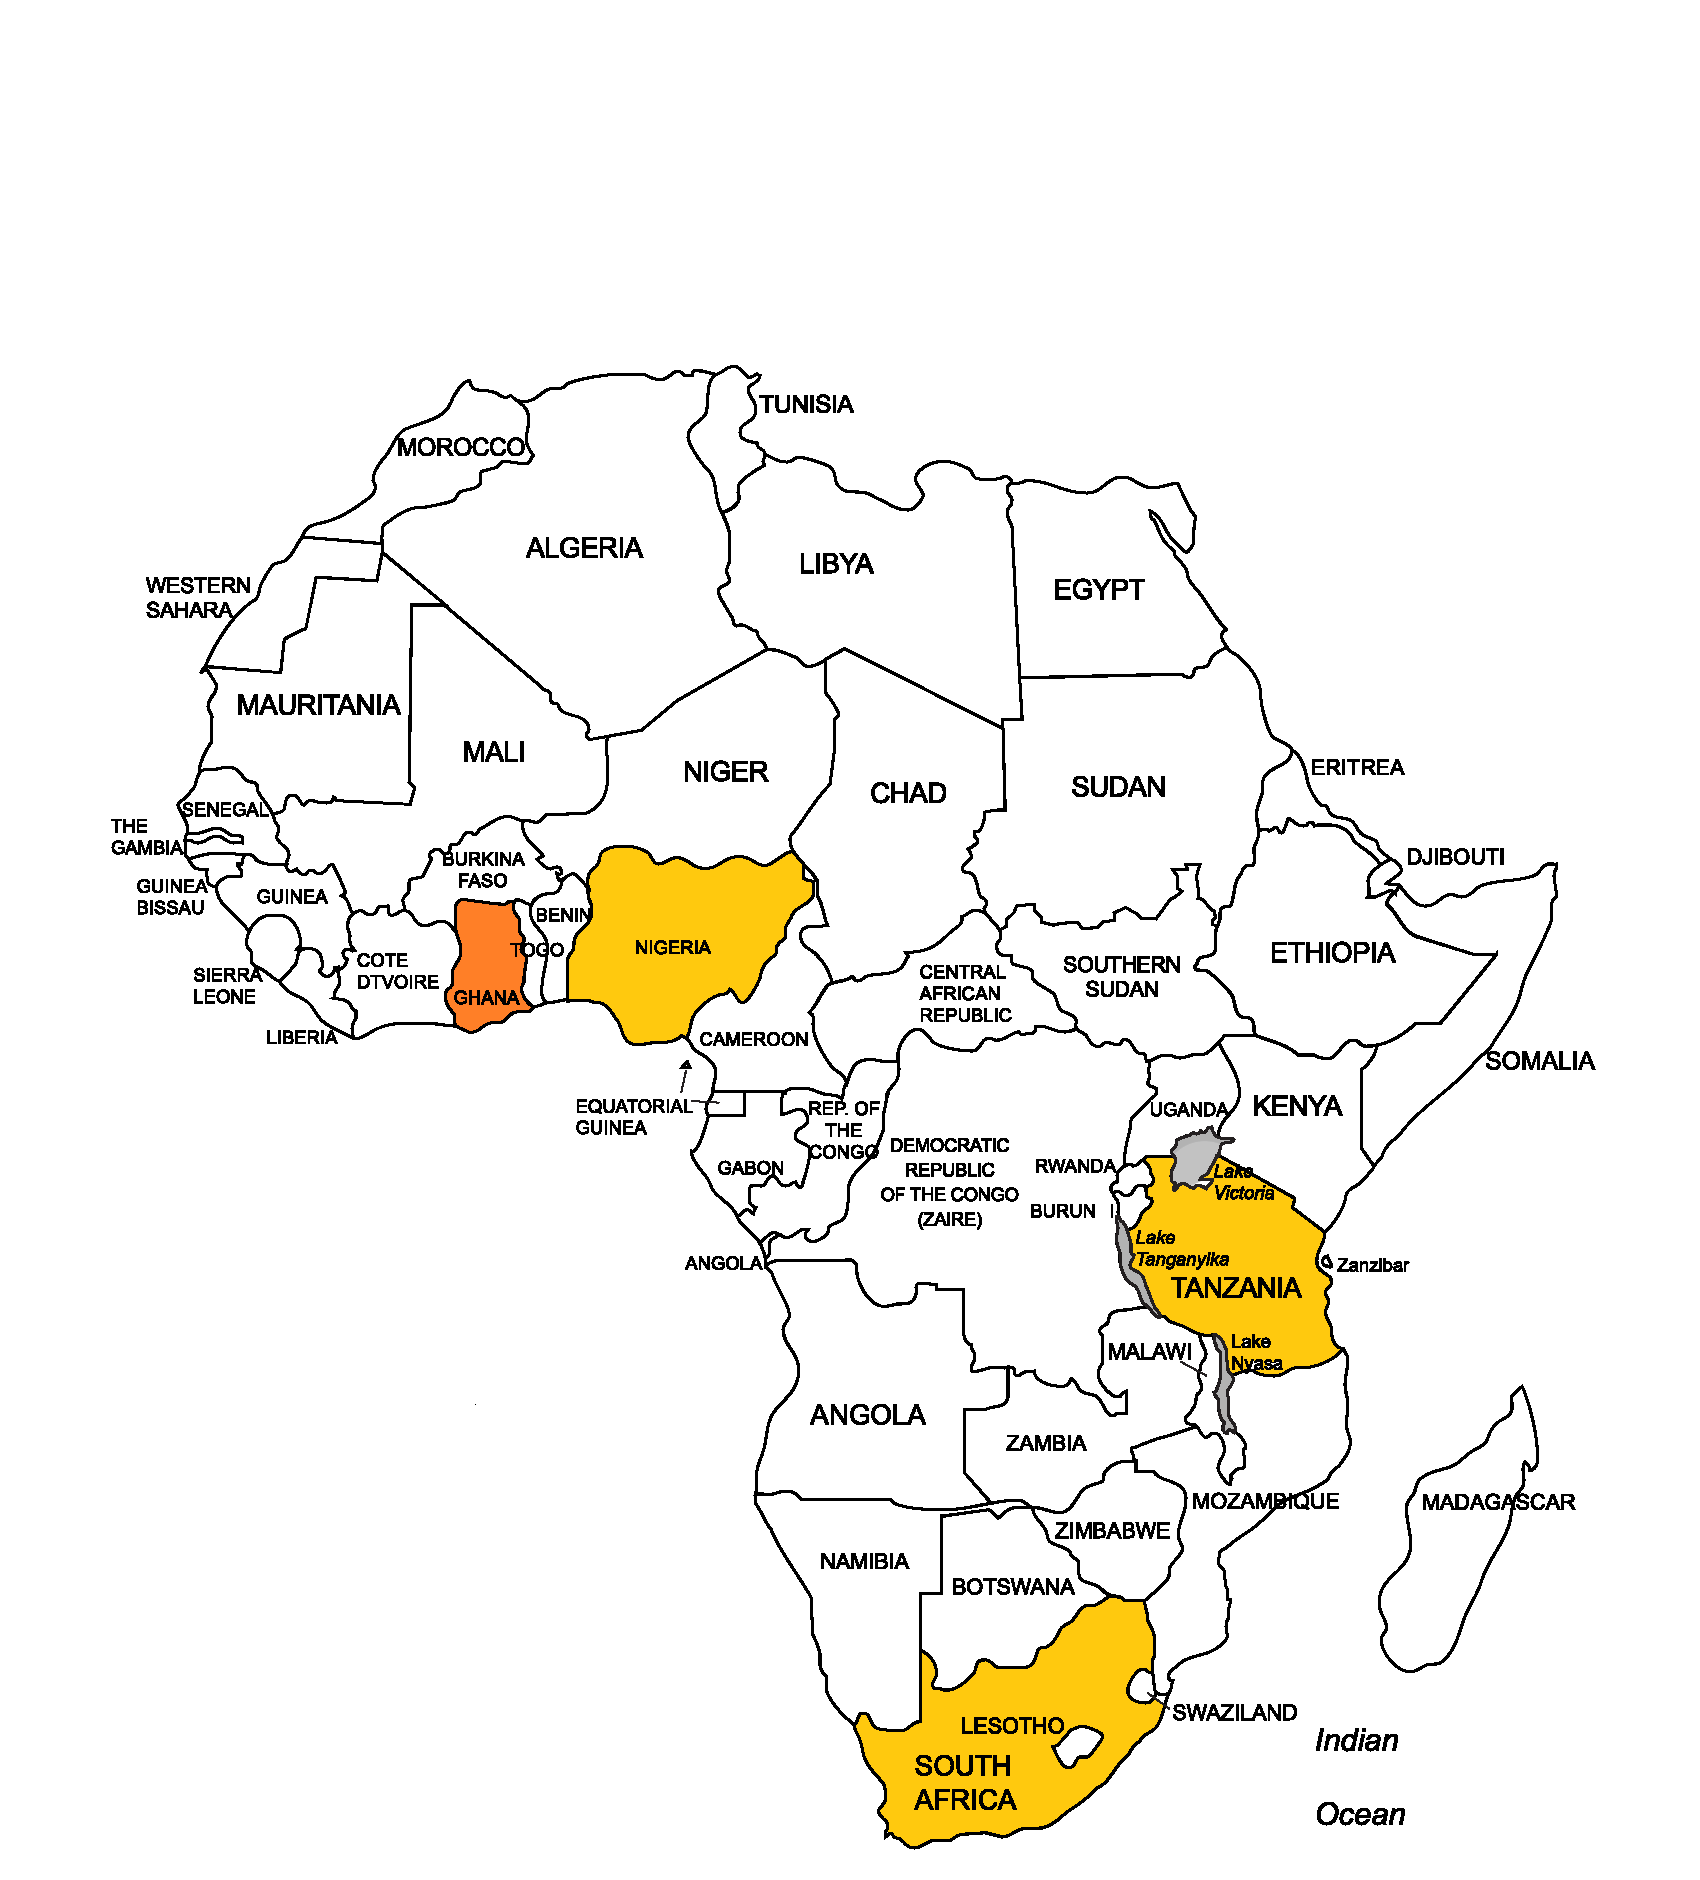 TUNISIA
MOROCCO
ALGERIA
LIBYA
EGYPT
WESTERN
SAHARA
MAURITANIA
MALI
NIGER
CHAD
SUDAN
ERITREA
SENEGAL
THE
GAMBIA
BURKINA
FASO
DJIBOUTI
GUINEA
BISSAU
GUINEA
BENIN
TOGO
NIGERIA
COTE
DTVOIRE
GHANA
SIERRA
LEONE
LIBERIA
CENTRAL
AFRICAN
REPUBLIC
SOUTHERN
SUDAN
ETHIOPIA
CAMEROON
SOMALIA
EQUATORIAL
GUINEA
REP. OF
THE
CONGO
UGANDA
KENYA
GABON
DEMOCRATIC
REPUBLIC
OF THE CONGO
(ZAIRE)
RWANDA
BURUN I
Lake
Victoria
Lake
Tanganyika
ANGOLA
Zanzibar
TANZANIA
Lake
Nyasa
MALAWI
ANGOLA
ZAMBIA
MOZAMBIQUE
MADAGASCAR
ZIMBABWE
NAMIBIA
BOTSWANA
SWAZILAND
LESOTHO
SOUTH
AFRICA
Indian
Ocean